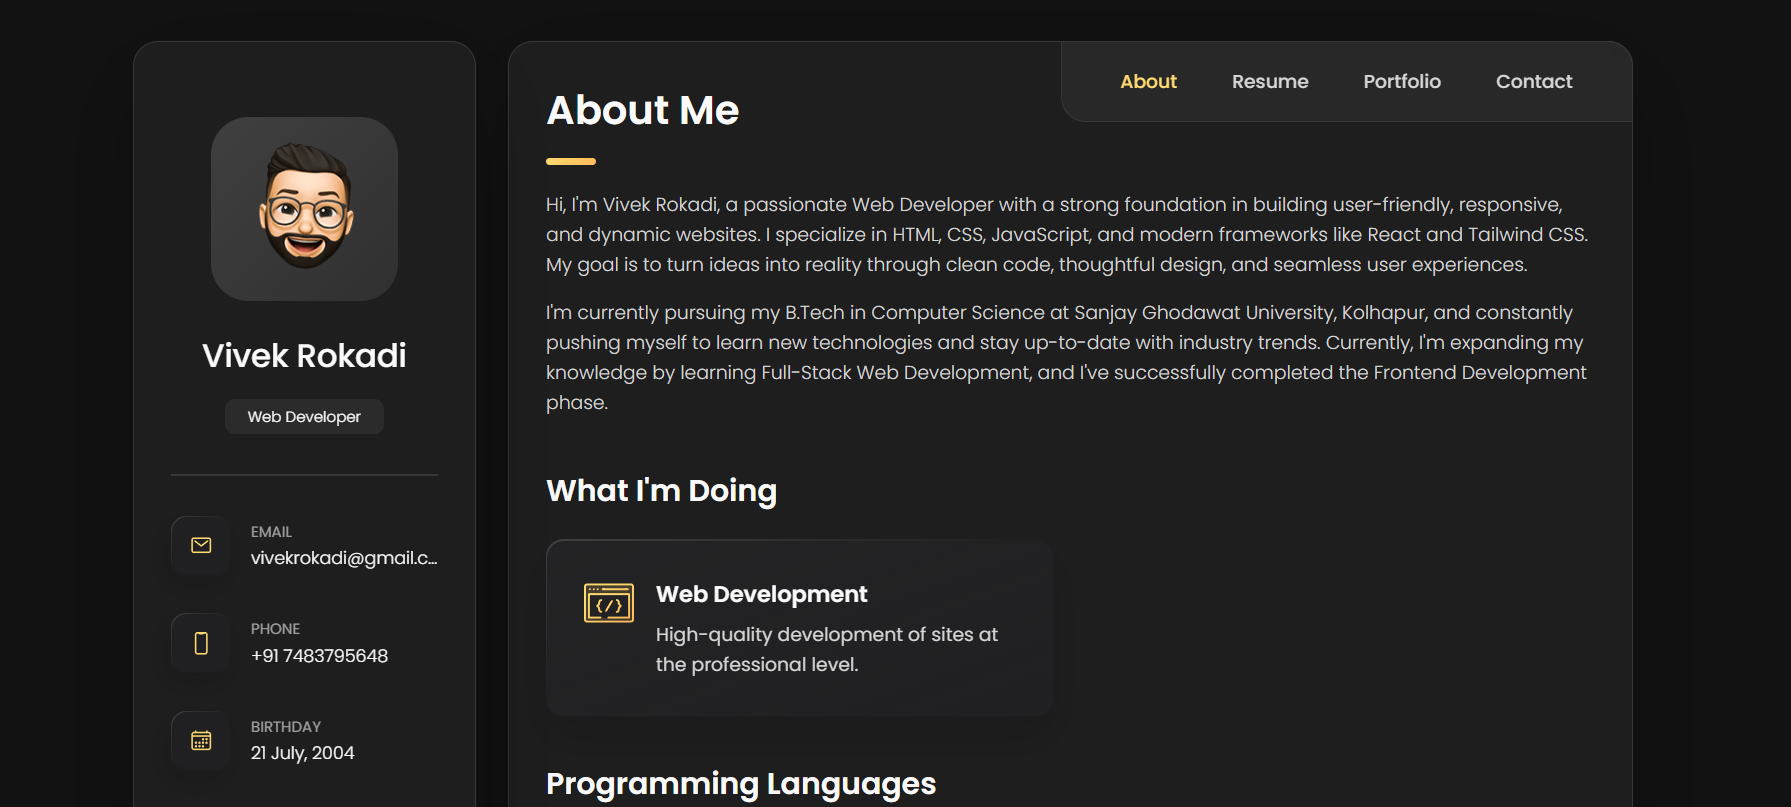 Vivek Rokadi
Web Developer
EMAIL
vivekrokadi@gmail.c...
PHONE
+91 7483795648
BIRTHDAY
21 July, 2004
About
Resume
Portfolio
Contact
About Me
Hi, I'm Vivek Rokadi, a passionate Web Developer with a strong foundation in building user-friendly, responsive,
and dynamic websites. I specialize in HTML, CSS, JavaScript, and modern frameworks like React and Tailwind CSS.
My goal is to turn ideas into reality through clean code, thoughtful design, and seamless user experiences.
I'm currently pursuing my B.Tech in Computer Science at Sanjay Ghodawat University, Kolhapur, and constantly
pushing myself to learn new technologies and stay up-to-date with industry trends. Currently, I'm expanding my
knowledge by learning Full-Stack Web Development, and I've successfully completed the Frontend Development
phase.
What I'm Doing
Web Development
High-quality development of sites at
the professional level.
Programming Languages